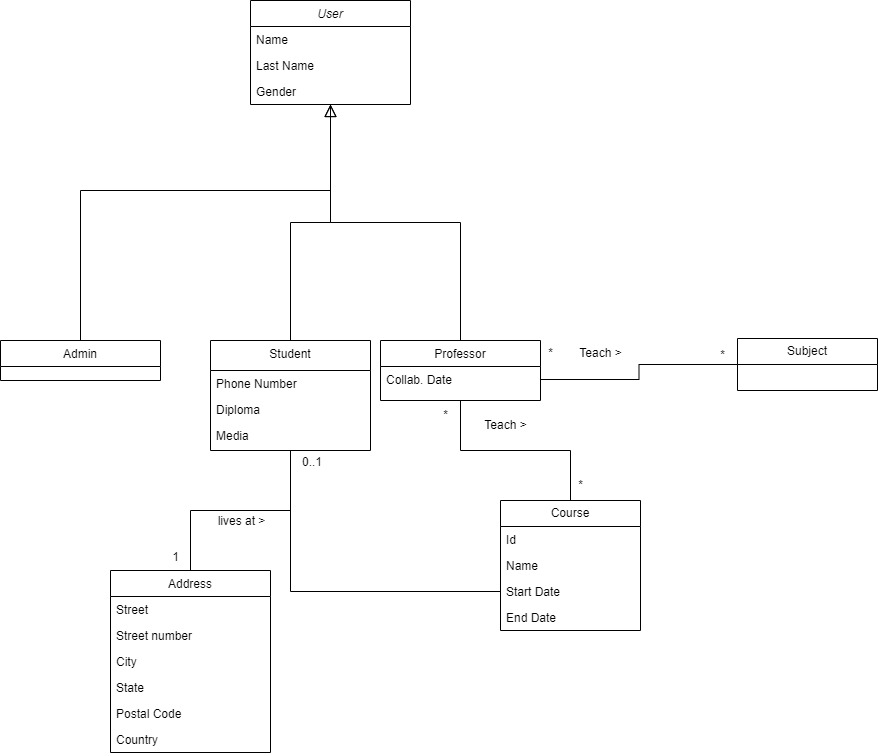 User
Name
Last Name
Gender
Admin
Student
Phone Number
Diploma
Media
Professor
Collab. Date
*
Teach >
*
Subject
*
Teach >
*
0..1
lives at >
1
Course
Id
Name
Start Date
End Date
Address
Street
Street number
City
State
Postal Code
Country